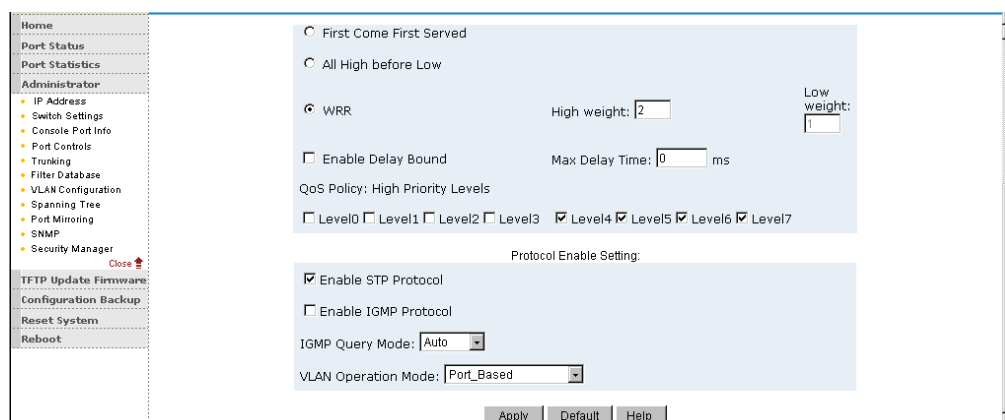 Home
Port Status
Port Statistics
Administrator
IP Address
Switch Settings
Console Port Info
Port Controls
Trunking
Filter Database
VLAN Configuration
Spanning Tree
Port Mirroring
SNMP
Security Manager
Close
TFTP Update Firmware
Configuration Backup
Reset System
Reboot
First Come First Served
All High before Low
WRR High weight: 2 Low weight: 1
Enable Delay Bound Max Delay Time: 0 ms
QoS Policy: High Priority Levels
Level0 Level1 Level2 Level3 Level4 Level5 Level6 Level7
Protocol Enable Setting:
Enable STP Protocol
Enable IGMP Protocol
IGMP Query Mode: Auto
VLAN Operation Mode: Port_Based
Apply Default Help